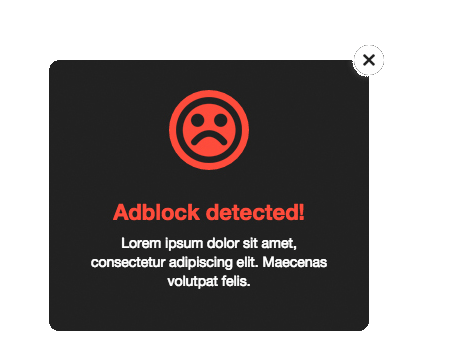 Adblock detected!
Lorem ipsum dolor sit amet,
consectetur adipiscing elit. Maecenas
volutpat felis.